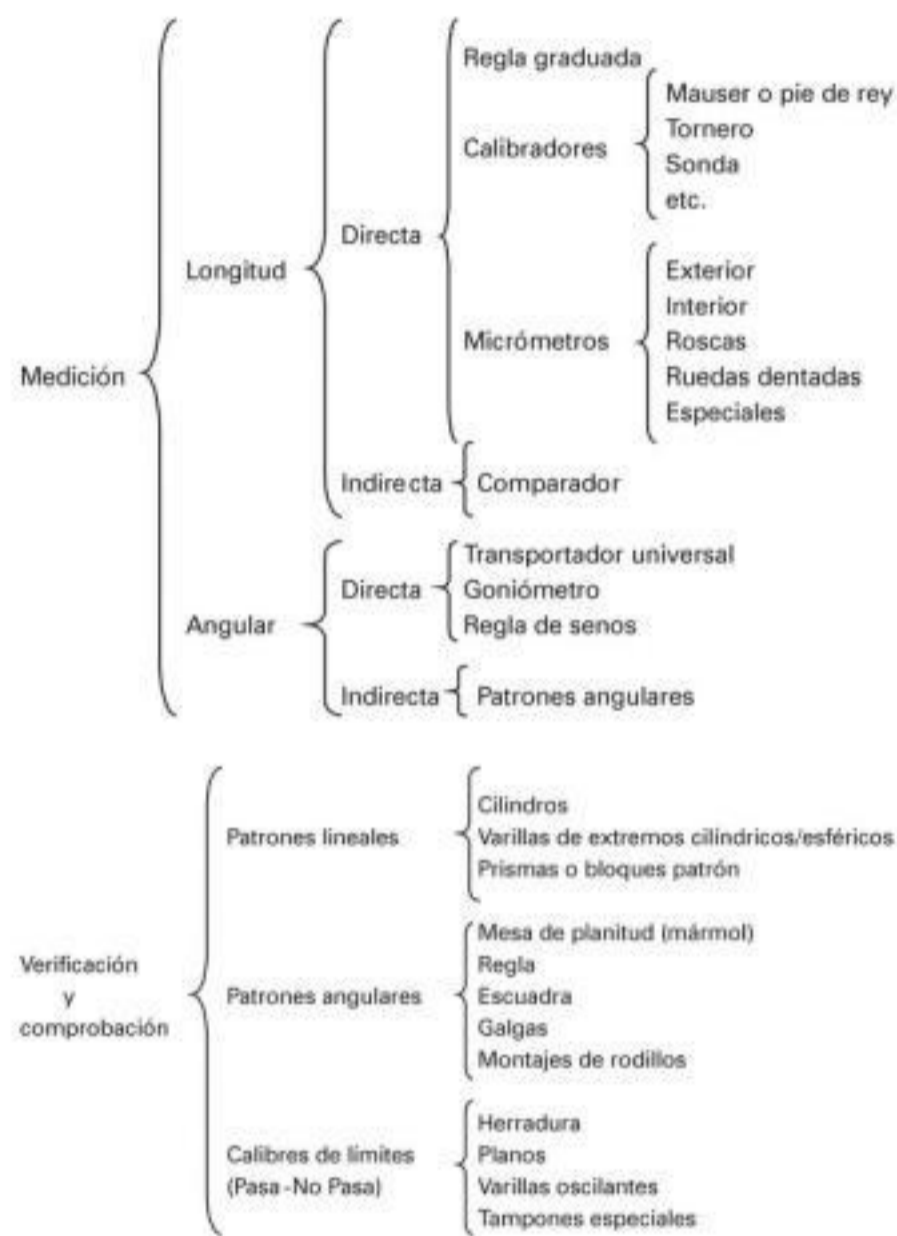 Regla graduada
Mauser o pie de rey
Tornero
Calibradores
Sonda
etc.
Directa
Longitud
Exterior
Interior
Micrómetros
Roscas
Ruedas dentadas
Especiales
Medición
Indirecta
Comparador
Transportador universal
Directa
Goniómetro
Regla de senos
Angular
Indirecta
Patrones angulares
Cilindros
Patrones lineales
Varillas de extremos cilíndricos/esféricos
Prismas o bloques patrón
Mesa de planitud (mármol)
Verificación
y
comprobación
Regla
Patrones angulares
Escuadra
Galgas
Montajes de rodillos
Herradura
Calibres de límites
(Pasa-No Pasa)
Planos
Varillas oscilantes
Tampones especiales